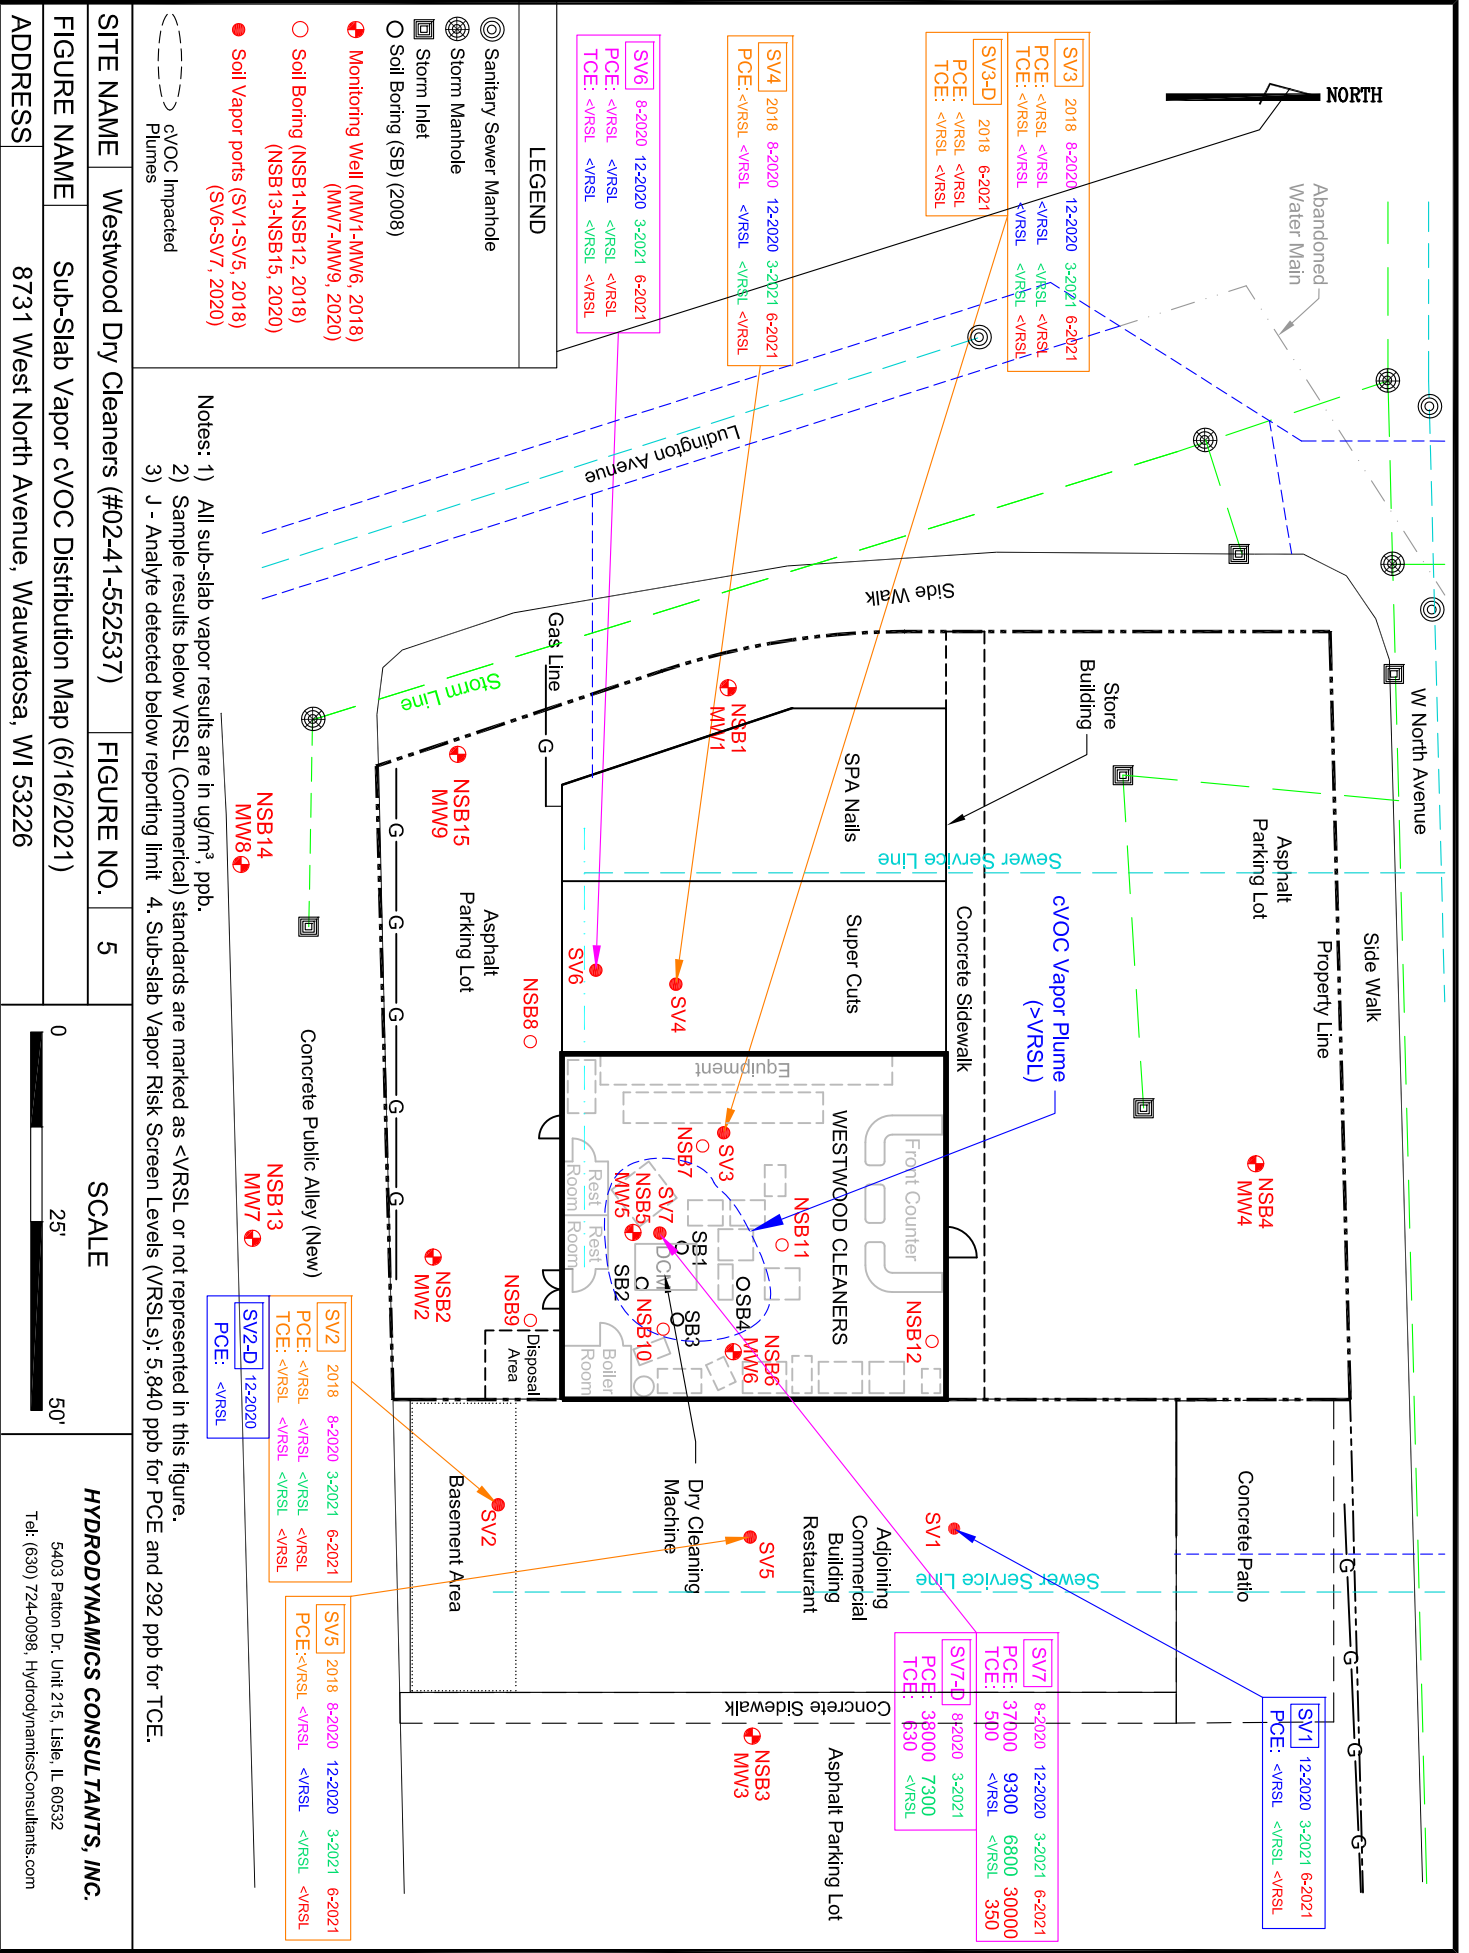 NORTH
Abandoned
Water Main
W North Avenue
Side Walk
Property Line
Asphalt
Parking Lot
Store
Building
Concrete Sidewalk
Sewer Service Line
cVOC Vapor Plume
(>VRSL)
NSB4
MW4
Concrete Patio
G G G G
SV1 12-2020 3-2021 6-2021
PCE: <VRSL <VRSL <VRSL
SV3 2018 8-2020 12-2020 3-2021 6-2021
PCE: <VRSL <VRSL <VRSL <VRSL <VRSL
TCE: <VRSL <VRSL <VRSL <VRSL <VRSL
SV3-D 2018 6-2021
PCE: <VRSL <VRSL
TCE: <VRSL <VRSL
SV4 2018 8-2020 12-2020 3-2021 6-2021
PCE: <VRSL <VRSL <VRSL <VRSL <VRSL
SV6 8-2020 12-2020 3-2021 6-2021
PCE: <VRSL <VRSL <VRSL <VRSL
TCE: <VRSL <VRSL <VRSL <VRSL
Ludington Avenue
Side Walk
Storm Line
Gas Line
G
NSB1
MW1
SPA Nails
Super Cuts
SV4
SV6
WESTWOOD CLEANERS
Front Counter
Equipment
SV3
NSB7
NSB11
NSB12
SV7
NSB5
MW5
SB1
DCM
SB2
SB4
SB3
NSB10
NSB6
MW6
Rest
Room
Rest
Room
Boiler
Room
SV1
Sewer Service Line
Adjoining
Commercial
Building
Restaurant
SV5
Dry Cleaning
Machine
SV2
Basement Area
Concrete Sidewalk
SV7 8-2020 12-2020 3-2021 6-2021
PCE: 37000 9300 6800 30000
TCE: 500 <VRSL <VRSL 350
SV7-D 8-2020 3-2021
PCE: 38000 7300
TCE: 630 <VRSL
Asphalt Parking Lot
NSB3
MW3
NSB15
MW9
Asphalt
Parking Lot
NSB8
NSB9
Disposal
Area
NSB2
MW2
G G G G G
Concrete Public Alley (New)
NSB14
MW8
NSB13
MW7
SV2 2018 8-2020 3-2021 6-2021
PCE: <VRSL <VRSL <VRSL <VRSL
TCE: <VRSL <VRSL <VRSL <VRSL
SV2-D 12-2020
PCE: <VRSL
SV5 2018 8-2020 12-2020 3-2021 6-2021
PCE:<VRSL <VRSL <VRSL <VRSL <VRSL
LEGEND
Sanitary Sewer Manhole
Storm Manhole
Storm Inlet
Soil Boring (SB) (2008)
Monitoring Well (MW1-MW6, 2018)
(MW7-MW9, 2020)
Soil Boring (NSB1-NSB12, 2018)
(NSB13-NSB15, 2020)
Soil Vapor ports (SV1-SV5, 2018)
(SV6-SV7, 2020)
cVOC Impacted
Plumes
Notes: 1) All sub-slab vapor results are in ug/m³, ppb.
2) Sample results below VRSL (Commerical) standards are marked as <VRSL or not represented in this figure.
3) J - Analyte detected below reporting limit 4. Sub-slab Vapor Risk Screen Levels (VRSLs): 5,840 ppb for PCE and 292 ppb for TCE.
SITE NAME Westwood Dry Cleaners (#02-41-552537) FIGURE NO. 5
FIGURE NAME Sub-Slab Vapor cVOC Distribution Map (6/16/2021)
ADDRESS 8731 West North Avenue, Wauwatosa, WI 53226
SCALE
0 25' 50'
HYDRODYNAMICS CONSULTANTS, INC.
5403 Patton Dr. Unit 215, Lisle, IL 60532
Tel: (630) 724-0098, HydrodynamicsConsultants.com